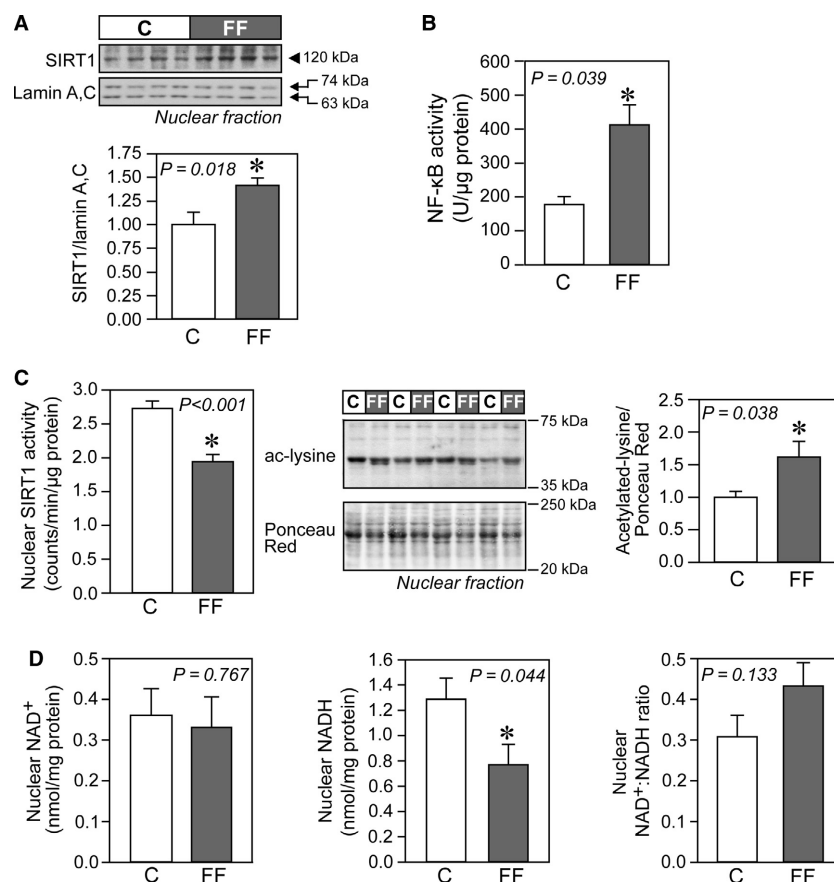 A
C FF
SIRT1
120 kDa
Lamin A,C
74 kDa
63 kDa
Nuclear fraction
SIRT1/lamin A,C
1.75
1.50
1.25
1.00
0.75
0.50
0.25
0.00
P = 0.018
*
C FF
B
NF-κB activity
(U/μg protein)
600
500
400
300
200
100
0
P = 0.039
*
C FF
C
Nuclear SIRT1 activity
(counts/min/μg protein)
3.0
2.5
2.0
1.5
1.0
0.5
0.0
P<0.001
*
C FF
C FF C FF C FF C FF
ac-lysine
75 kDa
35 kDa
Ponceau
Red
250 kDa
20 kDa
Nuclear fraction
Acetylated-lysine/
Ponceau Red
2.5
2.0
1.5
1.0
0.5
0.0
P = 0.038
*
C FF
D
Nuclear NAD⁺
(nmol/mg protein)
0.5
0.4
0.3
0.2
0.1
0.0
P = 0.767
C FF
Nuclear NADH
(nmol/mg protein)
1.6
1.4
1.2
1.0
0.8
0.6
0.4
0.2
0.0
P = 0.044
*
C FF
Nuclear
NAD⁺:NADH ratio
0.5
0.4
0.3
0.2
0.1
0.0
P = 0.133
C FF